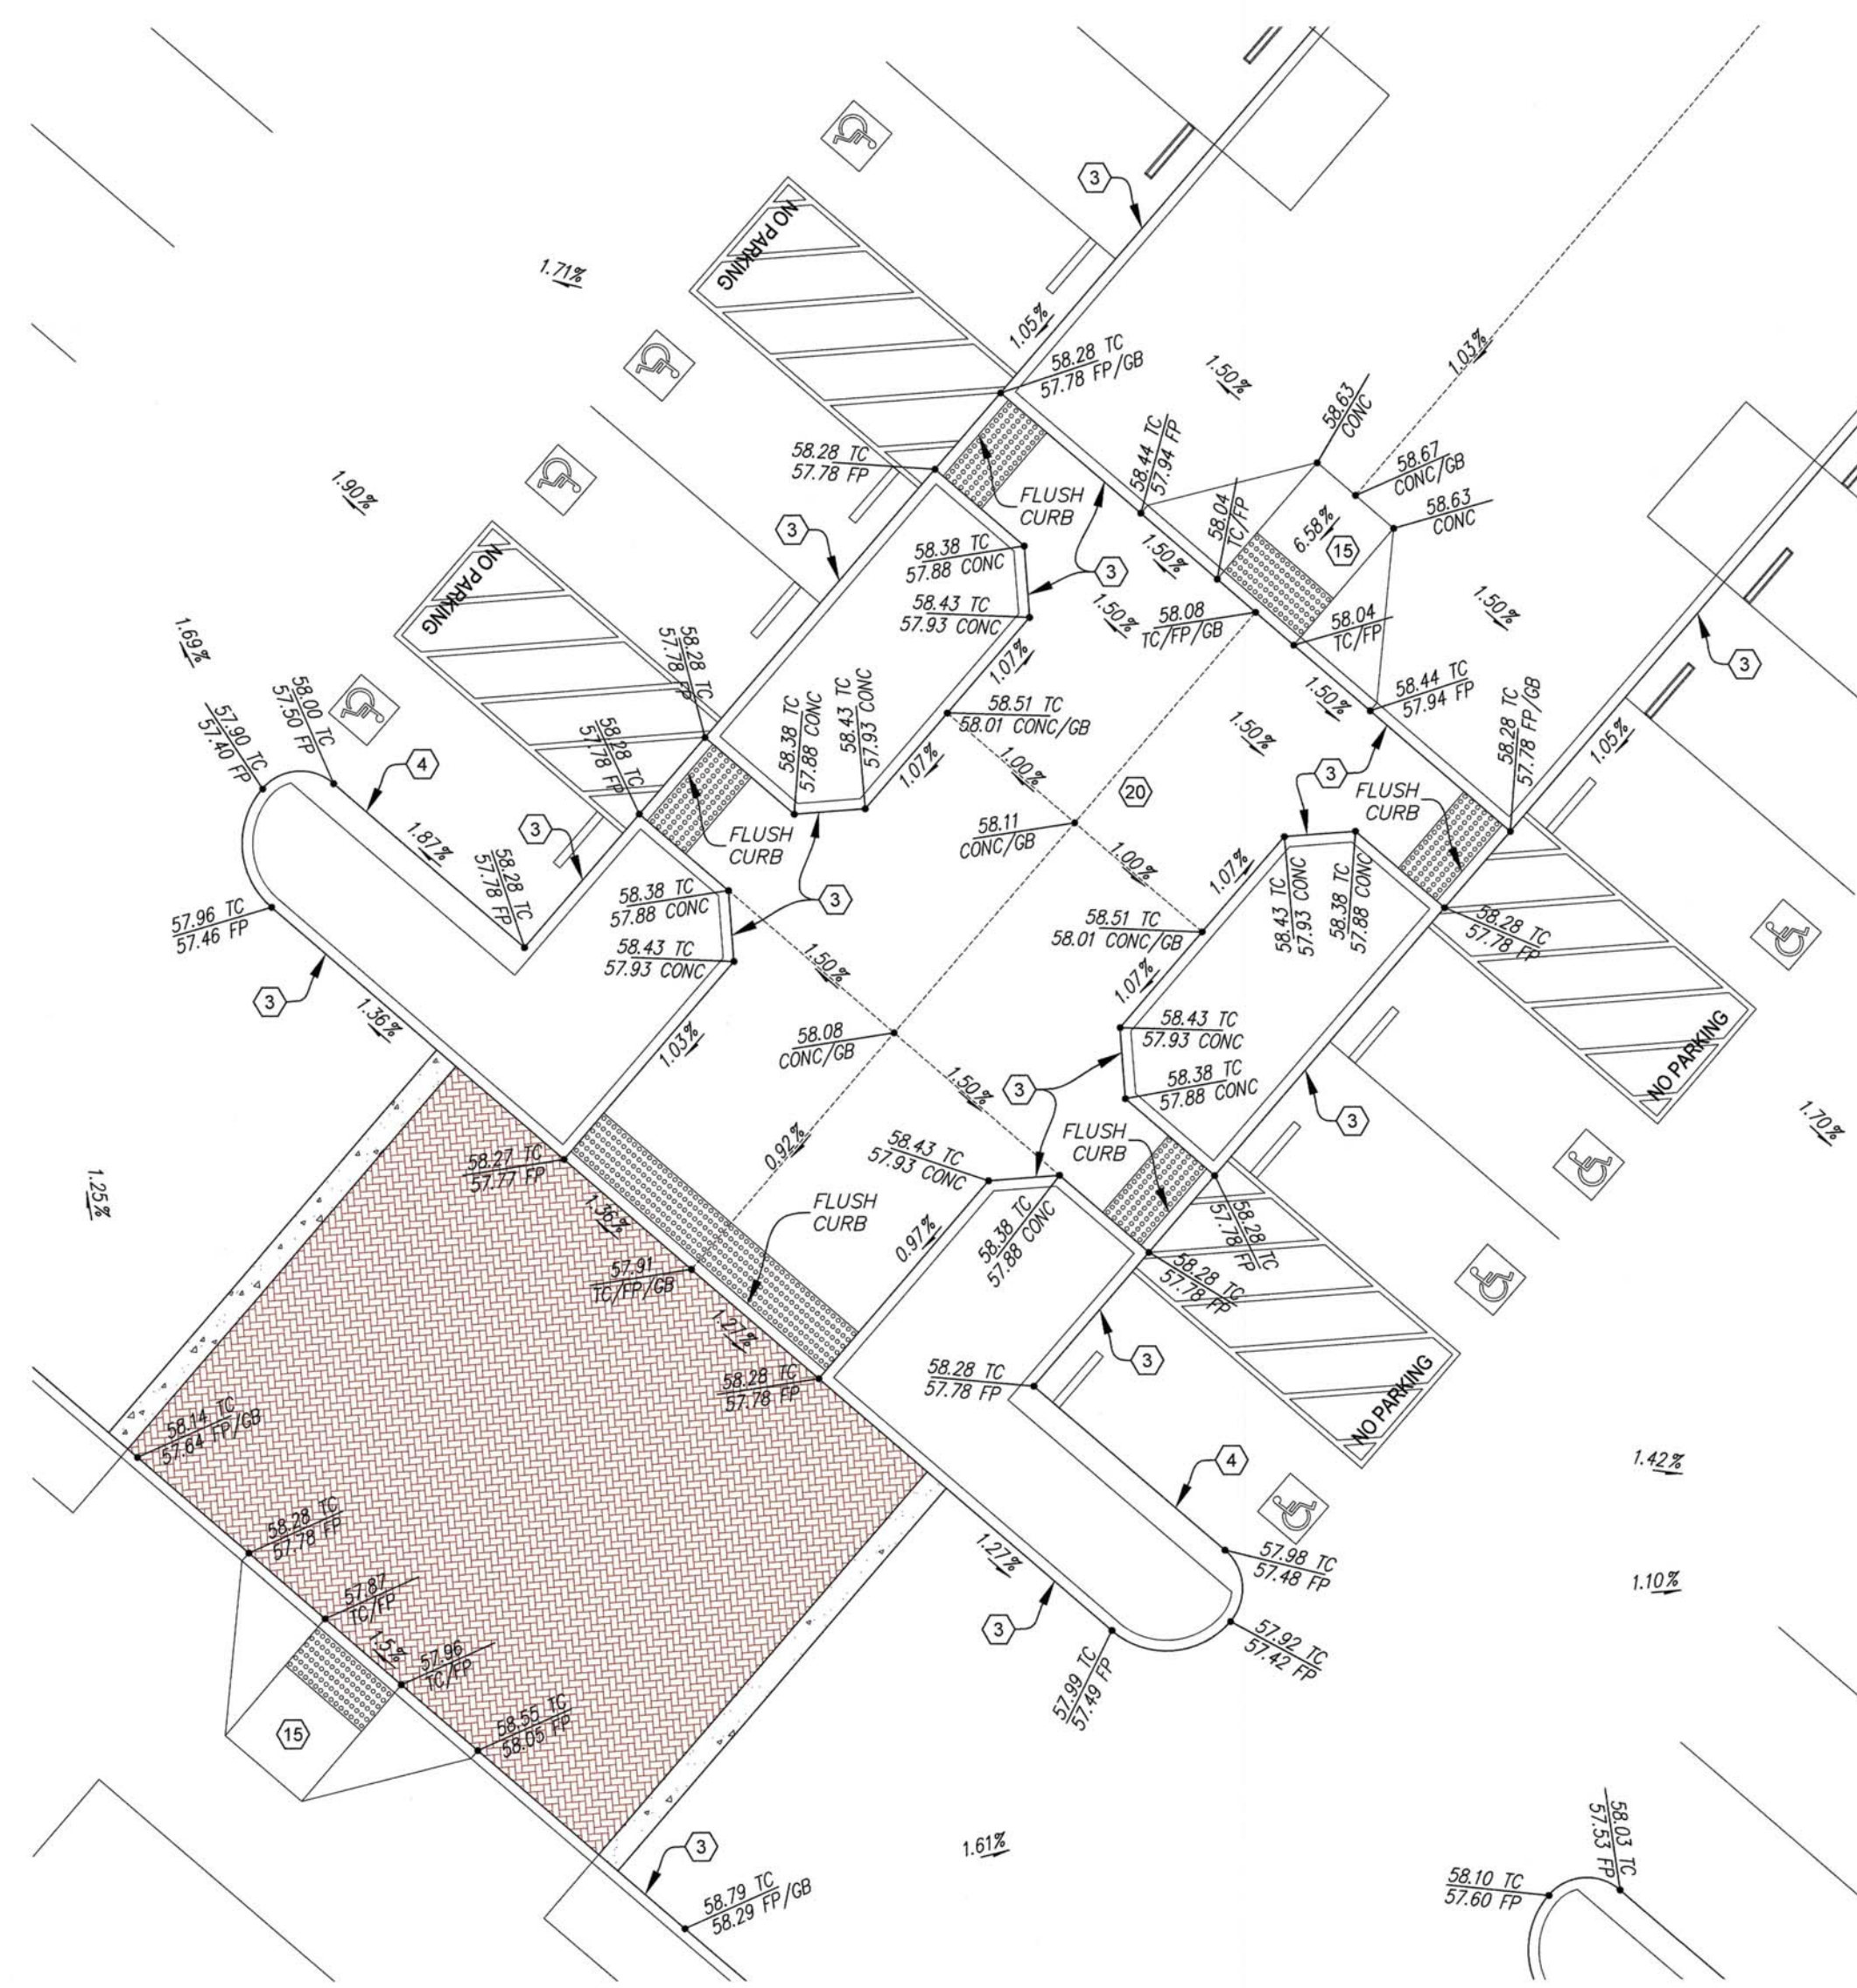 NO PARKING
3
1.71%
1.05%
58.28 TC
57.78 FP/GB
1.50%
1.03%
58.63
CONC
58.67
CONC/GB
58.63
CONC
58.44 TC
57.94 FP
58.28 TC
57.78 FP
FLUSH
CURB
58.04
TC/FP
6.58%
15
1.90%
3
NO PARKING
58.38 TC
57.88 CONC
3
1.50%
58.43 TC
57.93 CONC
1.50%
58.08
TC/FP/GB
58.04
TC/FP
1.50%
3
1.69%
58.28 TC
57.78 FP
1.07%
58.00 TC
57.50 FP
57.90 TC
57.40 FP
58.28 TC
57.78 FP
58.38 TC
57.88 CONC
58.43 TC
57.93 CONC
58.51 TC
58.01 CONC/GB
1.50%
58.44 TC
57.94 FP
58.28 TC
57.78 FP/GB
1.05%
1.50%
4
1.07%
1.00%
20
3
FLUSH
CURB
1.87%
3
58.28 TC
57.78 FP
FLUSH
CURB
58.11
CONC/GB
1.00%
1.07%
58.38 TC
57.88 CONC
3
58.43 TC
57.93 CONC
58.38 TC
57.88 CONC
57.96 TC
57.46 FP
58.51 TC
58.01 CONC/GB
58.28 TC
57.78 FP
58.43 TC
57.93 CONC
1.50%
1.07%
3
1.36%
1.03%
58.08
CONC/GB
58.43 TC
57.93 CONC
NO PARKING
1.50%
3
58.38 TC
57.88 CONC
3
1.70%
0.92%
58.43 TC
57.93 CONC
FLUSH
CURB
1.25%
58.27 TC
57.77 FP
FLUSH
CURB
1.36%
0.97%
58.38 TC
57.88 CONC
58.28 TC
57.78 FP
57.91
TC/FP/GB
58.28 TC
57.78 FP
1.27%
58.28 TC
57.78 FP
58.28 TC
57.78 FP
3
NO PARKING
58.14 TC
57.64 FP/GB
4
1.42%
58.28 TC
57.78 FP
1.27%
57.98 TC
57.48 FP
1.10%
57.87
TC/FP
3
1.5%
57.96
TC/FP
57.92 TC
57.42 FP
57.99 TC
57.49 FP
15
58.55 TC
58.05 FP
3
1.61%
58.79 TC
58.29 FP/GB
58.03 TC
57.53 FP
58.10 TC
57.60 FP